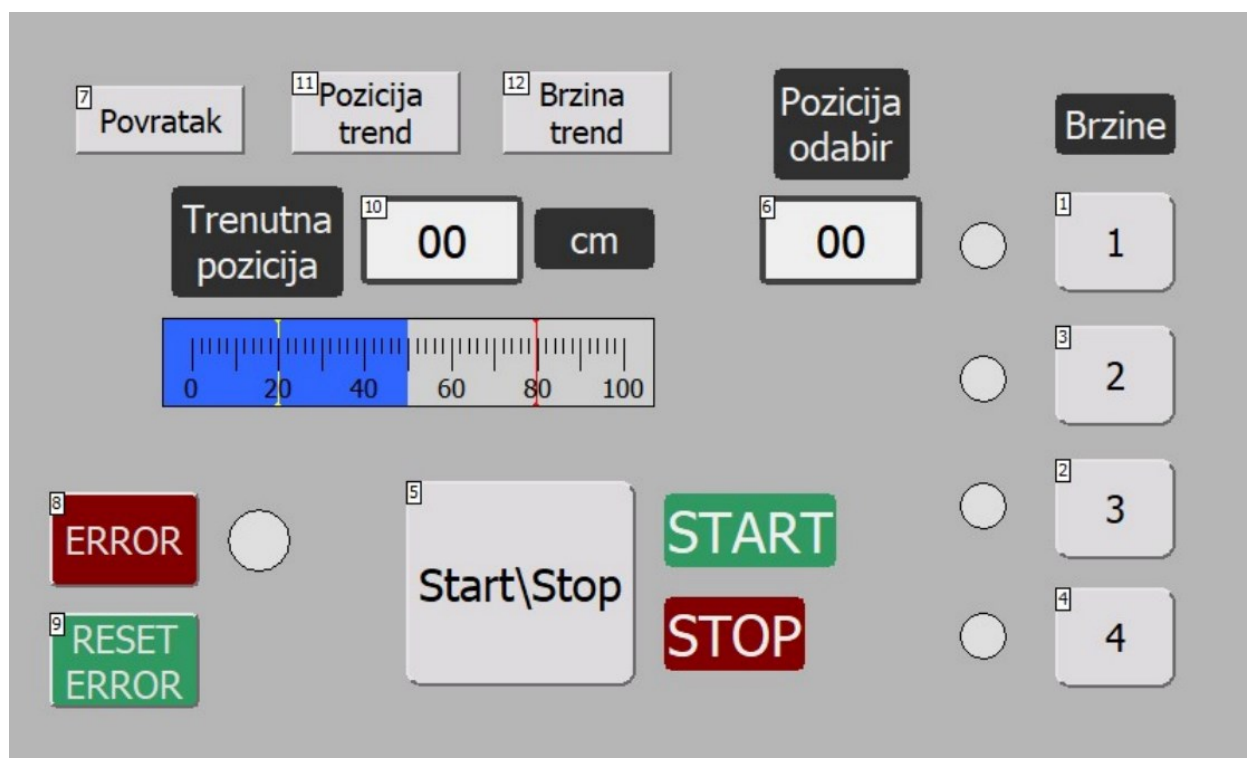 7
Povratak
11
Pozicija
trend
12
Brzina
trend
Pozicija
odabir
Brzine
Trenutna
pozicija
10
00
cm
6
00
1
1
0 20 40 60 80 100
3
2
8
ERROR
5
Start\Stop
START
2
3
9
RESET
ERROR
STOP
4
4